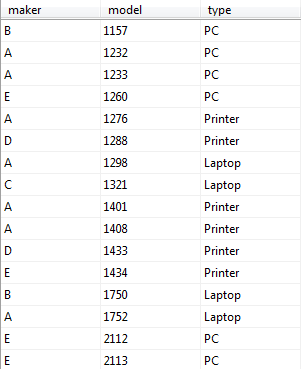 maker model type
B 1157 PC
A 1232 PC
A 1233 PC
E 1260 PC
A 1276 Printer
D 1288 Printer
A 1298 Laptop
C 1321 Laptop
A 1401 Printer
A 1408 Printer
D 1433 Printer
E 1434 Printer
B 1750 Laptop
A 1752 Laptop
E 2112 PC
E 2113 PC